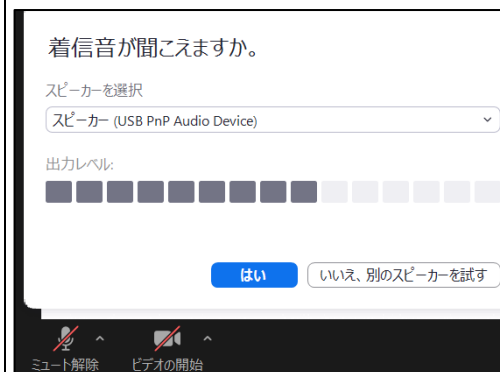 着信音が聞こえますか。
スピーカーを選択
スピーカー (USB PnP Audio Device)
出力レベル:
はい
いいえ、別のスピーカーを試す
ミュート解除
ビデオの開始